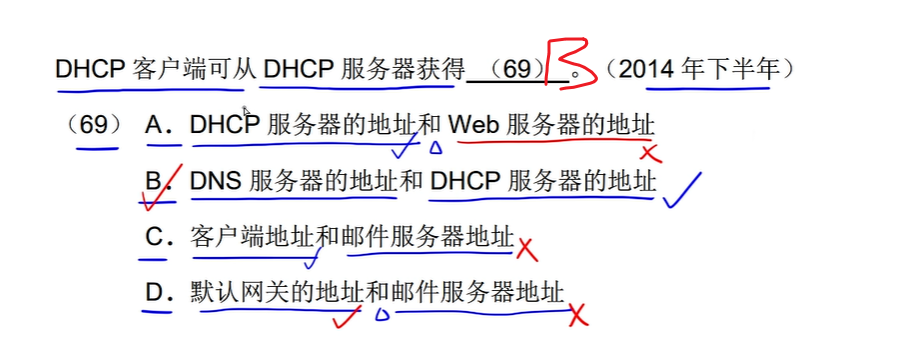 DHCP 客户端可从 DHCP 服务器获得 （69）B。（2014 年下半年）
（69） A．DHCP 服务器的地址和 Web 服务器的地址
B．DNS 服务器的地址和 DHCP 服务器的地址
C．客户端地址和邮件服务器地址
D．默认网关的地址和邮件服务器地址